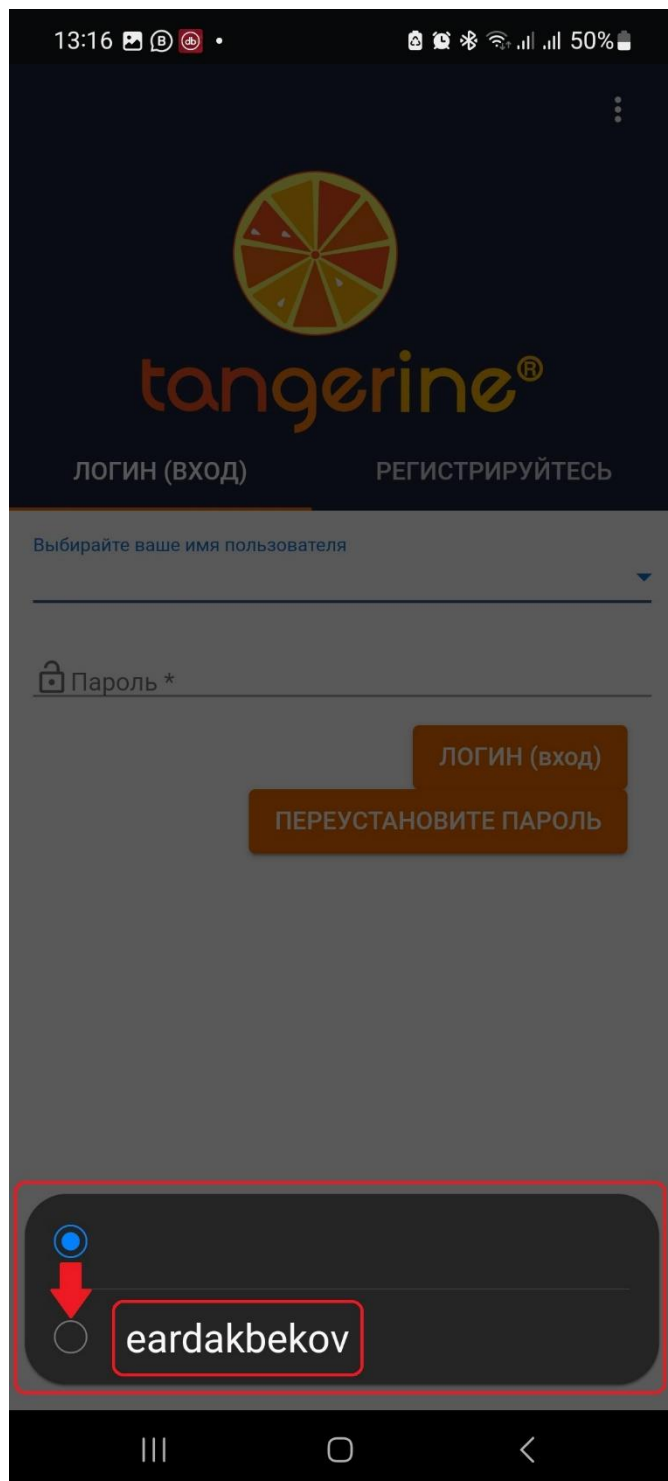 13:16 50%
tangerine®
ЛОГИН (ВХОД) РЕГИСТРИРУЙТЕСЬ
Выбирайте ваше имя пользователя
Пароль *
ЛОГИН (вход)
ПЕРЕУСТАНОВИТЕ ПАРОЛЬ
eardakbekov